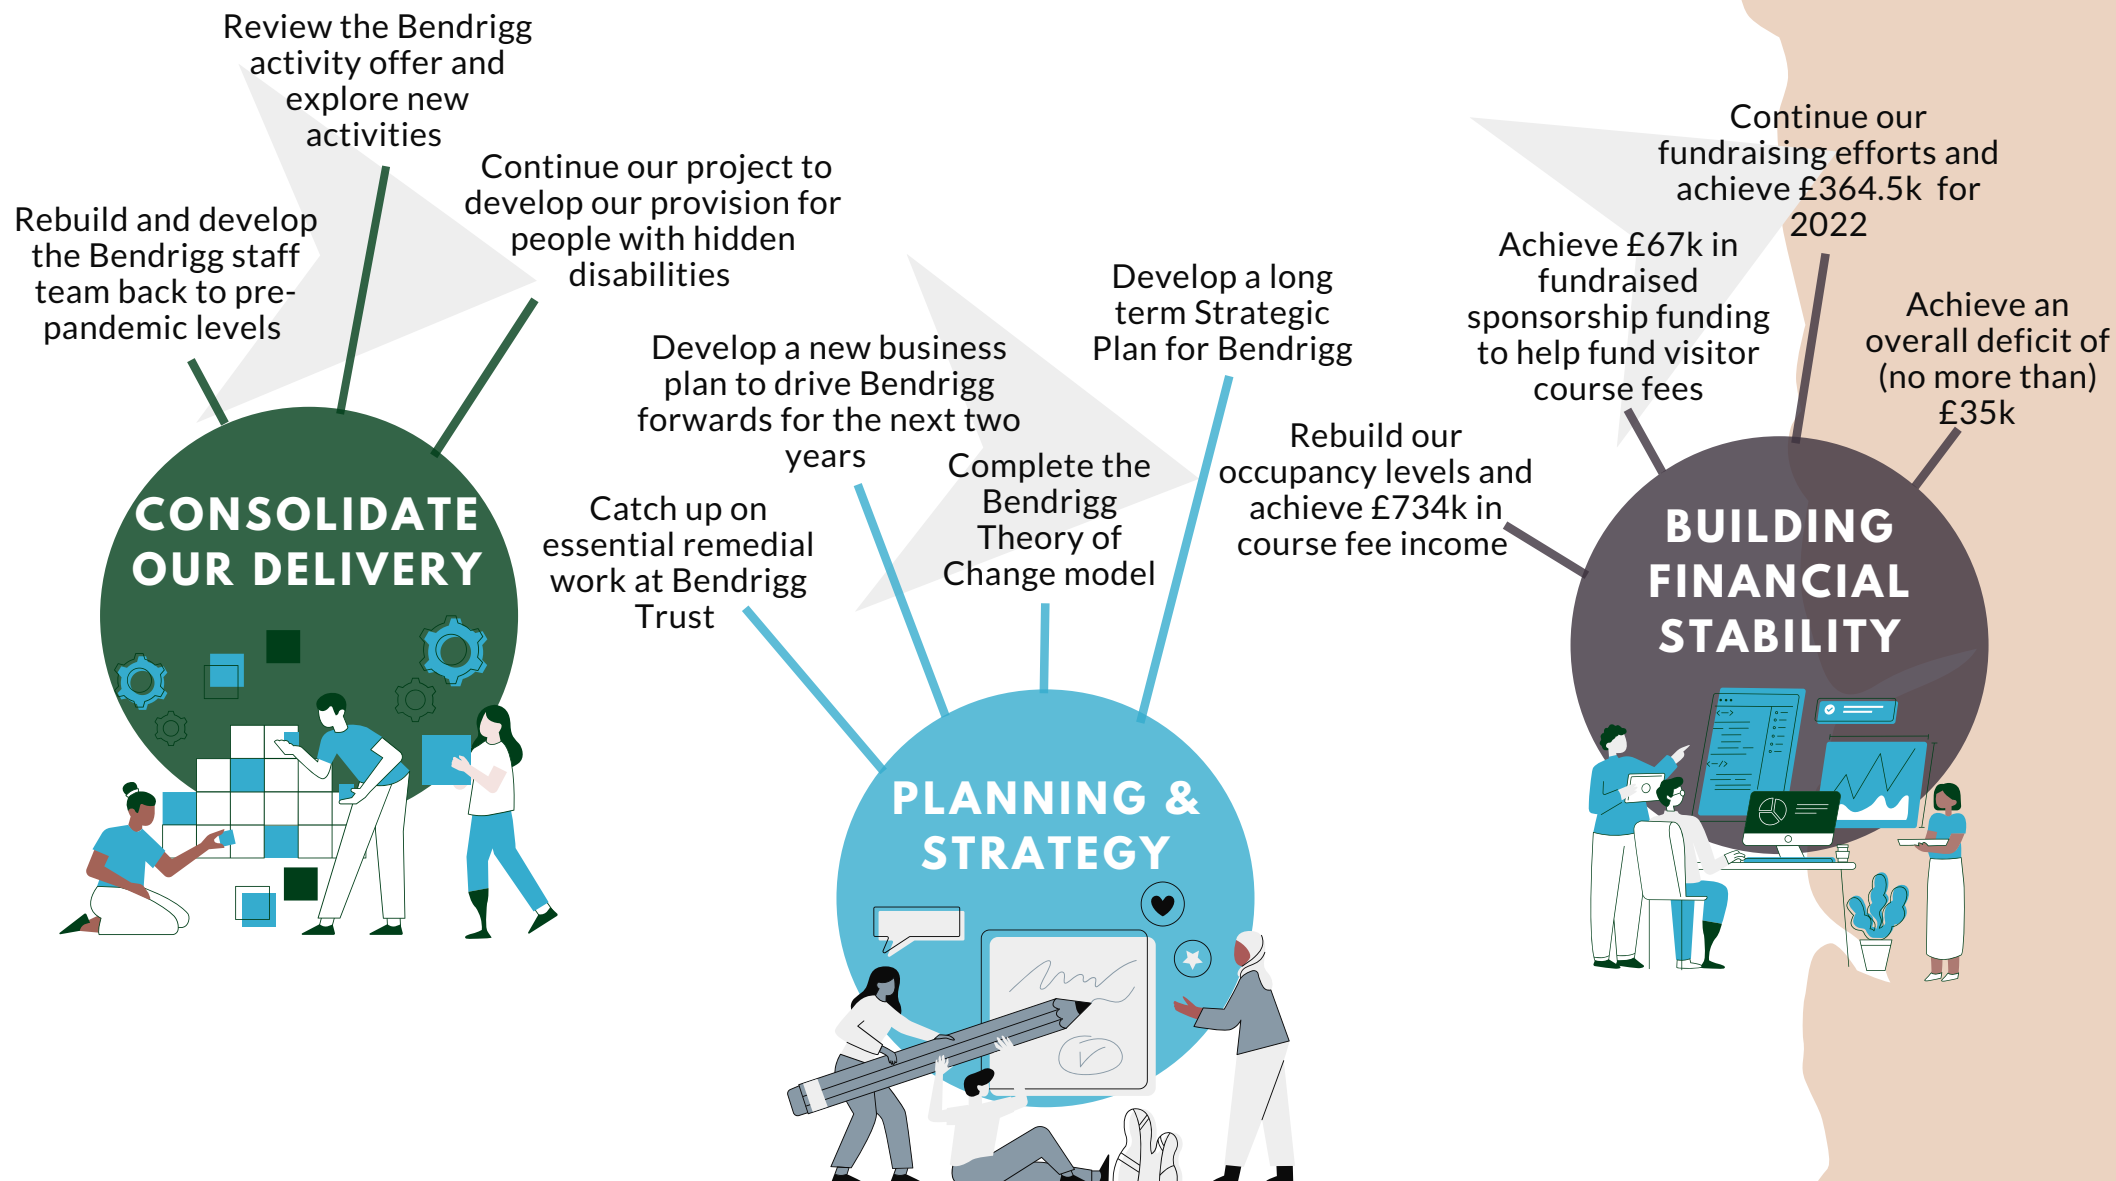 Review the Bendrigg
activity offer and
explore new
activities
Rebuild and develop
the Bendrigg staff
team back to pre-
pandemic levels
Continue our project to
develop our provision for
people with hidden
disabilities
CONSOLIDATE
OUR DELIVERY
Catch up on
essential remedial
work at Bendrigg
Trust
Develop a new business
plan to drive Bendrigg
forwards for the next two
years
Complete the
Bendrigg
Theory of
Change model
Develop a long
term Strategic
Plan for Bendrigg
PLANNING &
STRATEGY
Rebuild our
occupancy levels and
achieve £734k in
course fee income
Achieve £67k in
fundraised
sponsorship funding
to help fund visitor
course fees
Continue our
fundraising efforts and
achieve £364.5k  for
2022
Achieve an
overall deficit of
(no more than)
£35k
BUILDING
FINANCIAL
STABILITY